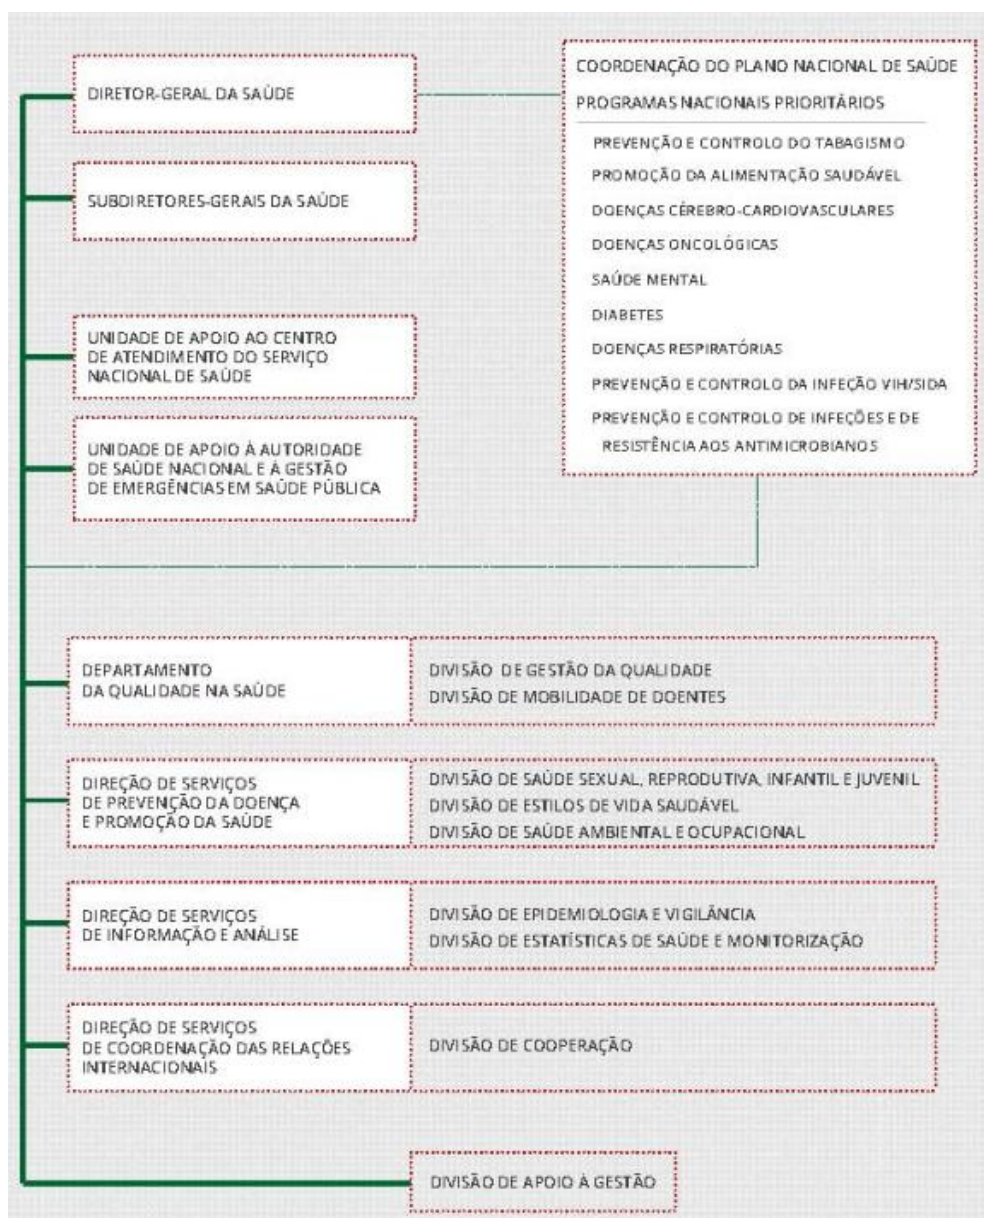 DIRETOR-GERAL DA SAÚDE
SUBDIRETORES-GERAIS DA SAÚDE
UNIDADE DE APOIO AO CENTRO
DE ATENDIMENTO DO SERVIÇO
NACIONAL DE SAÚDE
UNIDADE DE APOIO À AUTORIDADE
DE SAÚDE NACIONAL E À GESTÃO
DE EMERGÊNCIAS EM SAÚDE PÚBLICA
COORDENAÇÃO DO PLANO NACIONAL DE SAÚDE
PROGRAMAS NACIONAIS PRIORITÁRIOS
PREVENÇÃO E CONTROLO DO TABAGISMO
PROMOÇÃO DA ALIMENTAÇÃO SAUDÁVEL
DOENÇAS CÉREBRO-CARDIOVASCULARES
DOENÇAS ONCOLÓGICAS
SAÚDE MENTAL
DIABETES
DOENÇAS RESPIRATÓRIAS
PREVENÇÃO E CONTROLO DA INFEÇÃO VIH/SIDA
PREVENÇÃO E CONTROLO DE INFEÇÕES E DE
RESISTÊNCIA AOS ANTIMICROBIANOS
DEPARTAMENTO
DA QUALIDADE NA SAÚDE
DIVISÃO DE GESTÃO DA QUALIDADE
DIVISÃO DE MOBILIDADE DE DOENTES
DIREÇÃO DE SERVIÇOS
DE PREVENÇÃO DA DOENÇA
E PROMOÇÃO DA SAÚDE
DIVISÃO DE SAÚDE SEXUAL, REPRODUTIVA, INFANTIL E JUVENIL
DIVISÃO DE ESTILOS DE VIDA SAUDÁVEL
DIVISÃO DE SAÚDE AMBIENTAL E OCUPACIONAL
DIREÇÃO DE SERVIÇOS
DE INFORMAÇÃO E ANÁLISE
DIVISÃO DE EPIDEMIOLOGIA E VIGILÂNCIA
DIVISÃO DE ESTATÍSTICAS DE SAÚDE E MONITORIZAÇÃO
DIREÇÃO DE SERVIÇOS
DE COORDENAÇÃO DAS RELAÇÕES
INTERNACIONAIS
DIVISÃO DE COOPERAÇÃO
DIVISÃO DE APOIO À GESTÃO